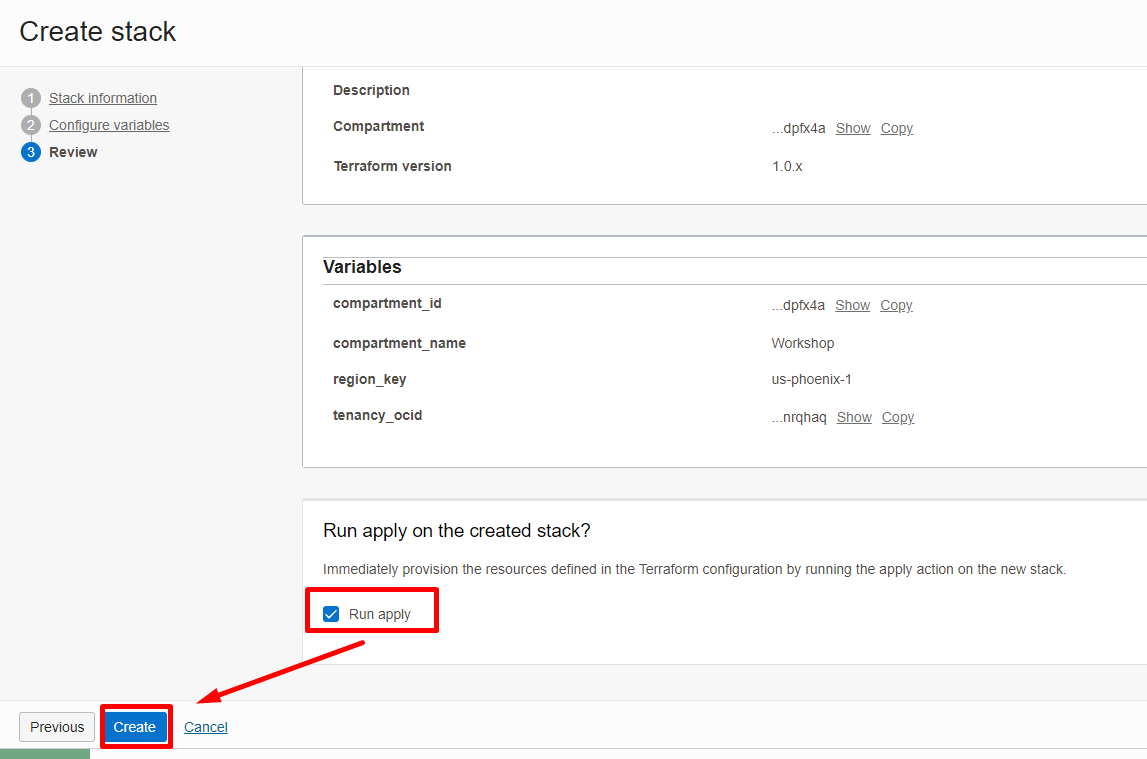 Create stack
1 Stack information
2 Configure variables
3 Review
Description
Compartment ...dpfx4a Show Copy
Terraform version 1.0.x
Variables
compartment_id ...dpfx4a Show Copy
compartment_name Workshop
region_key us-phoenix-1
tenancy_ocid ...nrqhaq Show Copy
Run apply on the created stack?
Immediately provision the resources defined in the Terraform configuration by running the apply action on the new stack.
Run apply
Previous Create Cancel